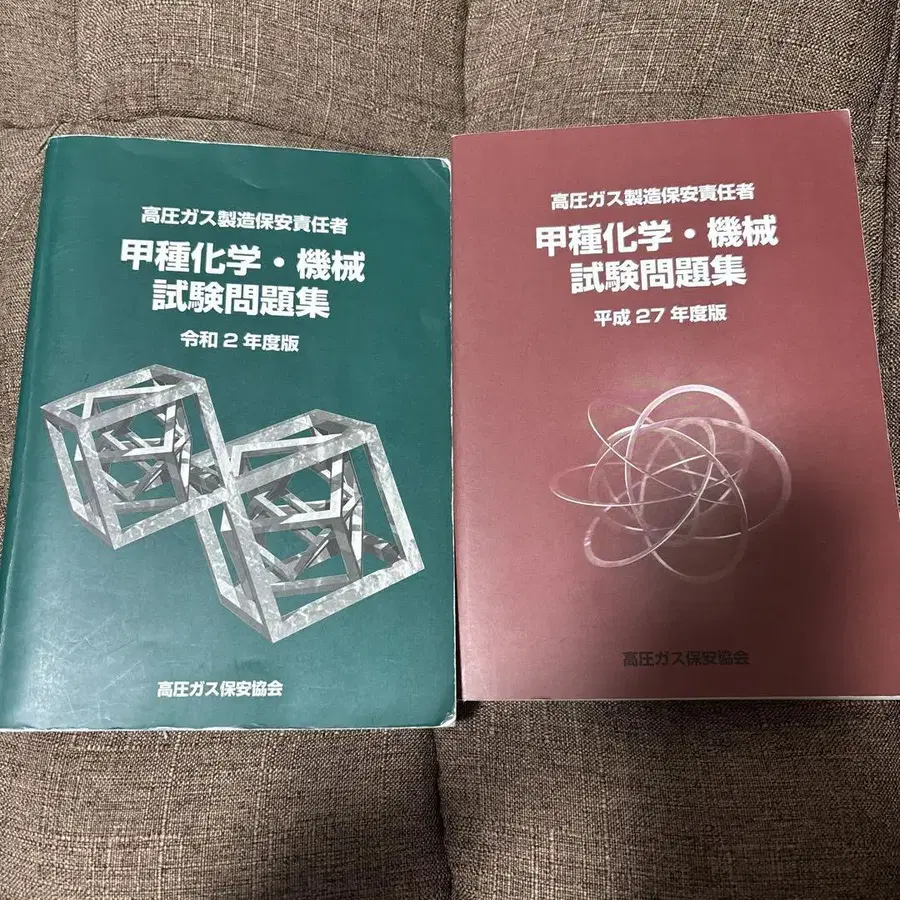 高圧ガス製造保安責任者
甲種化学・機械
試験問題集
令和2年度版
高圧ガス保安協会
高圧ガス製造保安責任者
甲種化学・機械
試験問題集
平成27年度版
高圧ガス保安協会